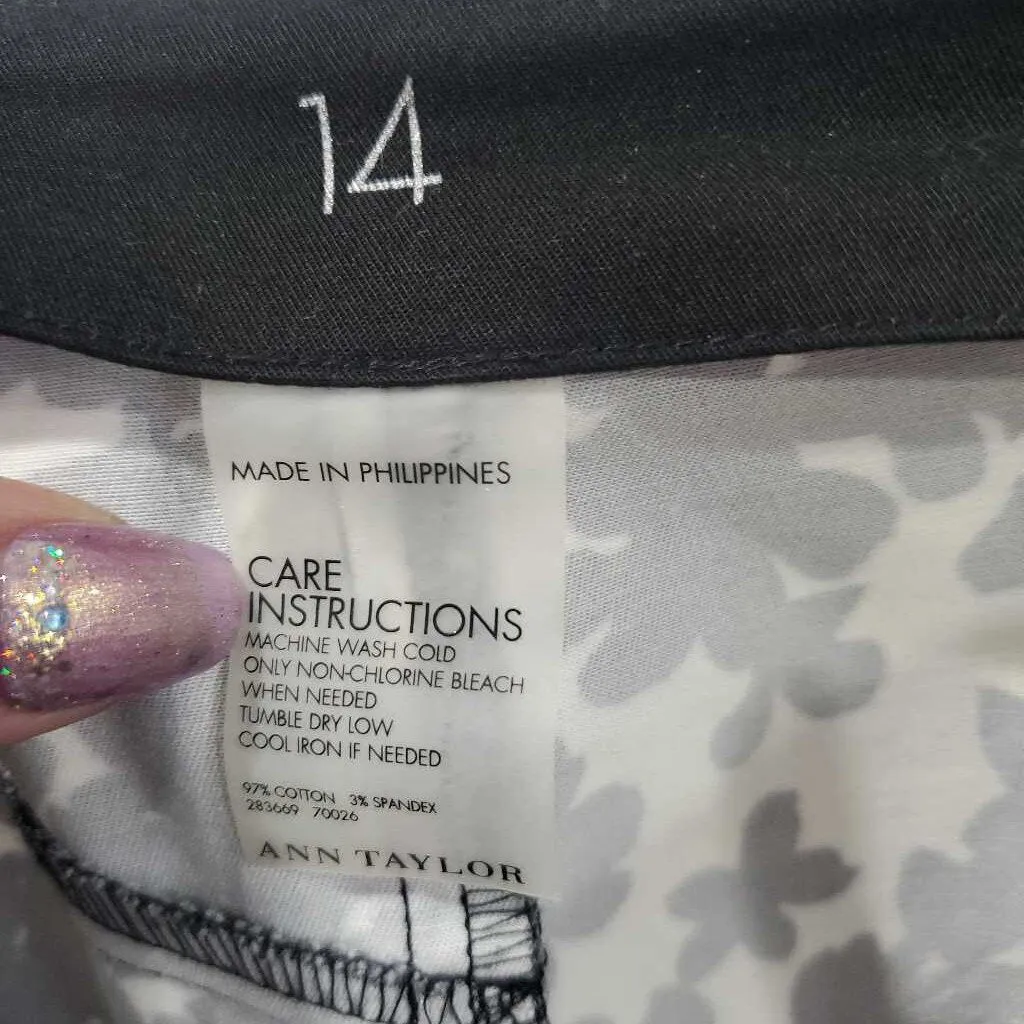 14
MADE IN PHILIPPINES
CARE
INSTRUCTIONS
MACHINE WASH COLD
ONLY NON-CHLORINE BLEACH
WHEN NEEDED
TUMBLE DRY LOW
COOL IRON IF NEEDED
97% COTTON 3% SPANDEX
283669 70026
ANN TAYLOR